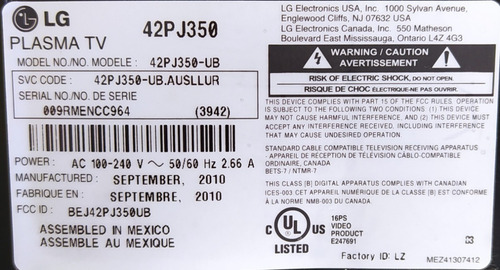 LG 42PJ350
PLASMA TV
MODEL NO./NO. MODELE : 42PJ350-UB
SVC CODE : 42PJ350-UB.AUSLLUR
SERIAL NO./NO. DE SERIE
009RMENCC964 (3942)
POWER: AC 100-240 V ~ 50/60 Hz 2.66 A
MANUFACTURED : SEPTEMBER, 2010
FABRIQUE EN : SEPTEMBRE, 2010
FCC ID : BEJ42PJ350UB
ASSEMBLED IN MEXICO
ASSEMBLE AU MEXIQUE
LG Electronics USA, Inc. 1000 Sylvan Avenue,
Englewood Cliffs, NJ 07632 USA
LG Electronics Canada, Inc. 550 Matheson
Boulevard East Mississauga, Ontario L4Z 4G3
WARNING / CAUTION
AVERTISSEMENT
RISK OF ELECTRIC SHOCK, DO NOT OPEN
RISQUE DE CHOC ÉLECTRIQUE-NE PAS OUVRIR
THIS DEVICE COMPLIES WITH PART 15 OF THE FCC RULES, OPERATION
IS SUBJECT TO THE FOLLOWING TWO CONDITIONS. (1) THIS DEVICE
MAY NOT CAUSE HARMFUL INTERFERENCE, AND (2) THIS DEVICE MUST
ACCEPT ANY INTERFERENCE RECEIVED, INCLUDING INTERFERENCE
THAT MAY CAUSE UNDESIRED OPERATION.
STANDARD CABLE COMPATIBLE TELEVISION RECEIVING APPARATUS
- APPAREIL DE RECEPTION DE TÉLÉVISION CÂBLO-COMPATIBLE
ORDINAIRE, CANADA
BETS-7 / NTMR-7
THIS CLASS [B] DIGITAL DEVICE COMPLIES WITH CANADIAN
ICES-003. CET APPAREIL NUMÉRIQUE DE LA CLASSE [B] EST CONFORME
À LA NORME NMB-003 DU CANADA.
C UL US
LISTED
16PS
VIDEO
PRODUCT
E247691
Factory ID: LZ
MEZ41307412